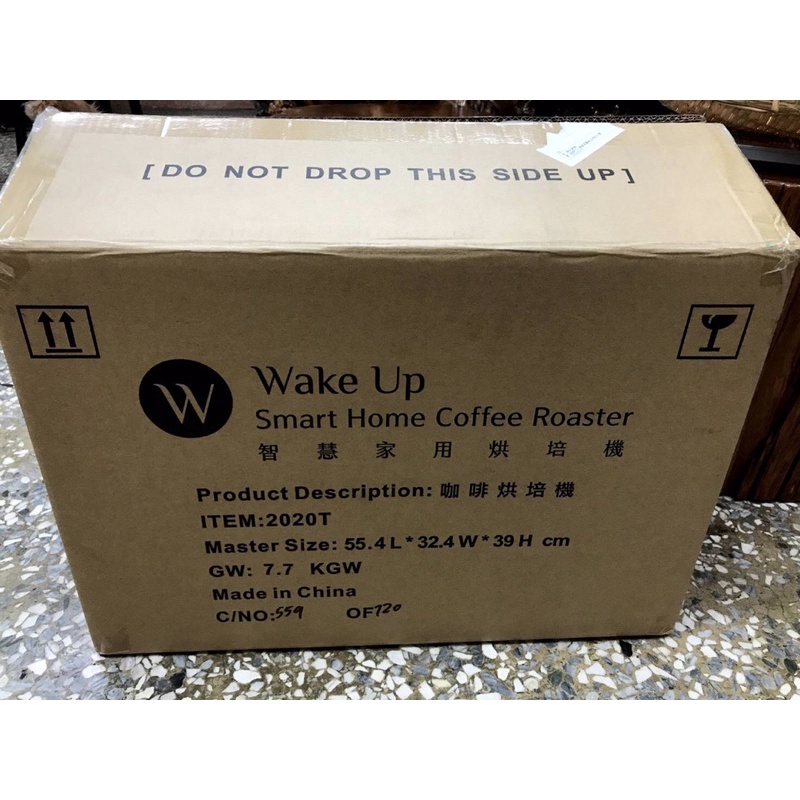 [ DO NOT DROP THIS SIDE UP ]
W
Wake Up
Smart Home Coffee Roaster
智慧家用烘培機
Product Description: 咖啡烘培機
ITEM:2020T
Master Size: 55.4 L * 32.4 W * 39 H cm
GW: 7.7 KGW
Made in China
C/NO:559 OF720